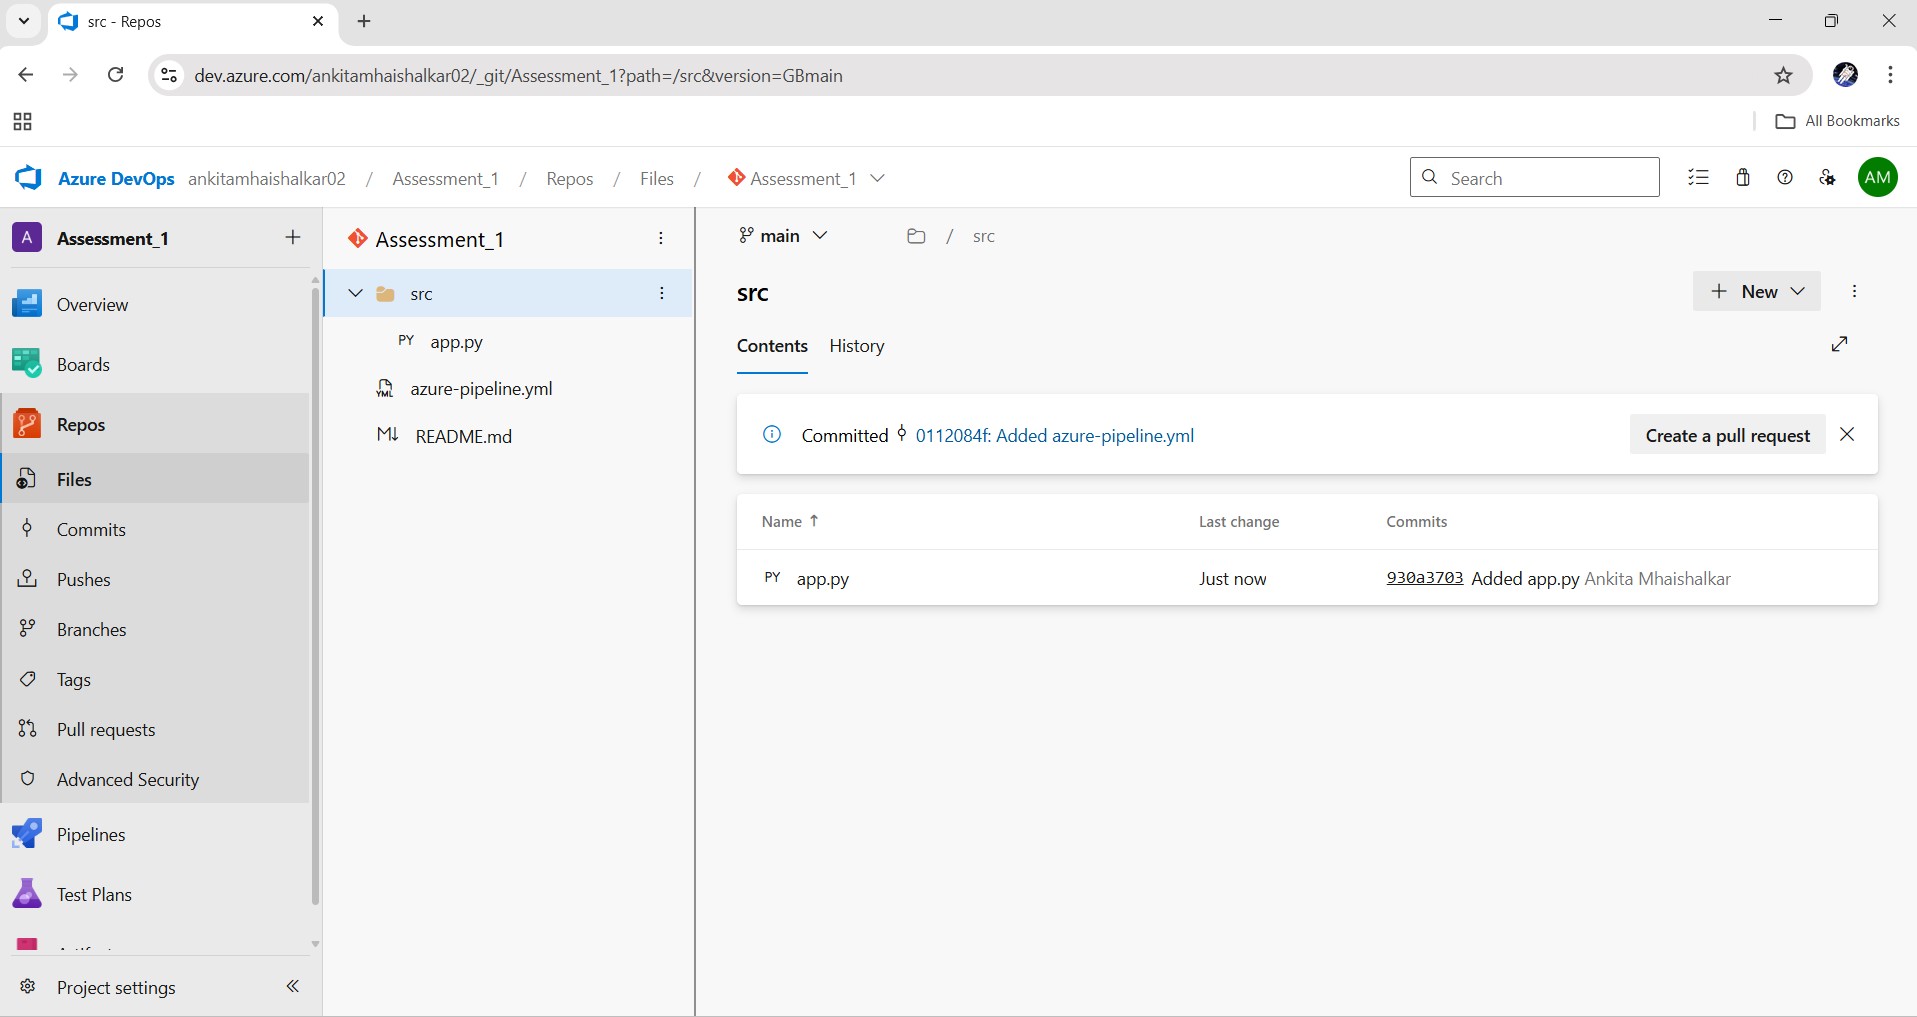 src - Repos
dev.azure.com/ankitamhaishalkar02/_git/Assessment_1?path=/src&version=GBmain
All Bookmarks
Azure DevOps ankitamhaishalkar02 / Assessment_1 / Repos / Files / Assessment_1
Search
AM
A Assessment_1
Overview
Boards
Repos
Files
Commits
Pushes
Branches
Tags
Pull requests
Advanced Security
Pipelines
Test Plans
Project settings
Assessment_1
src
PY app.py
YML azure-pipeline.yml
M↓ README.md
main
/ src
src
New
Contents History
Committed 0112084f: Added azure-pipeline.yml
Create a pull request
Name ↑ Last change Commits
PY app.py Just now 930a3703 Added app.py Ankita Mhaishalkar